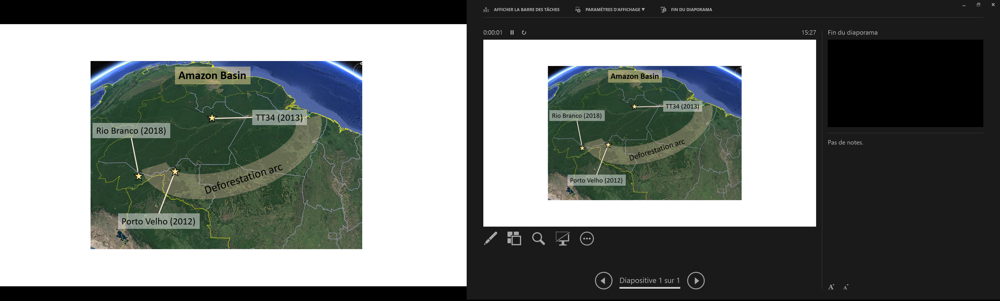 Amazon Basin
TT34 (2013)
Rio Branco (2018)
Deforestation arc
Porto Velho (2012)
AFFICHER LA BARRE DES TÂCHES
PARAMÈTRES D'AFFICHAGE ▼
FIN DU DIAPORAMA
0:00:01
15:27
Amazon Basin
TT34 (2013)
Rio Branco (2018)
Deforestation arc
Porto Velho (2012)
Diapositive 1 sur 1
Fin du diaporama
Pas de notes.
A A